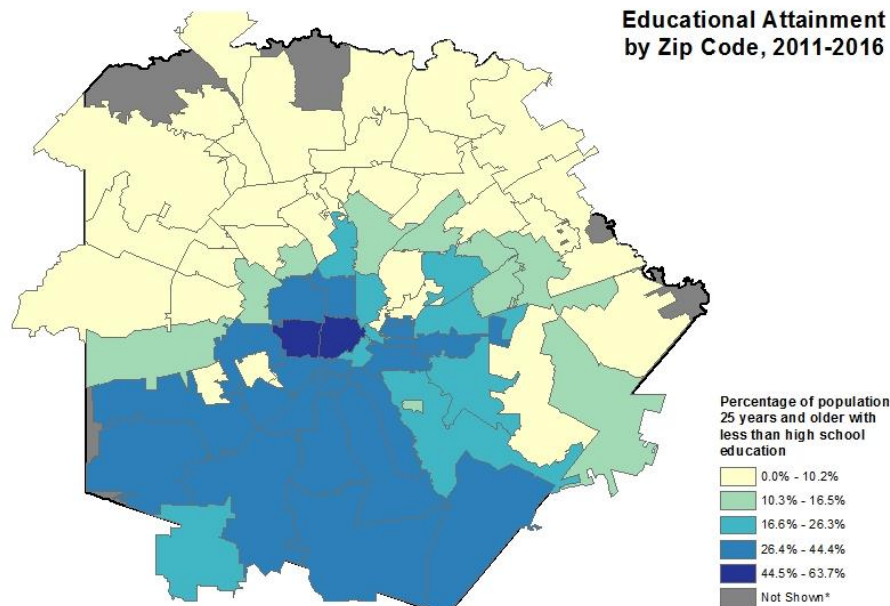 Educational Attainment
by Zip Code, 2011-2016
Percentage of population
25 years and older with
less than high school
education
0.0% - 10.2%
10.3% - 16.5%
16.6% - 26.3%
26.4% - 44.4%
44.5% - 63.7%
Not Shown*